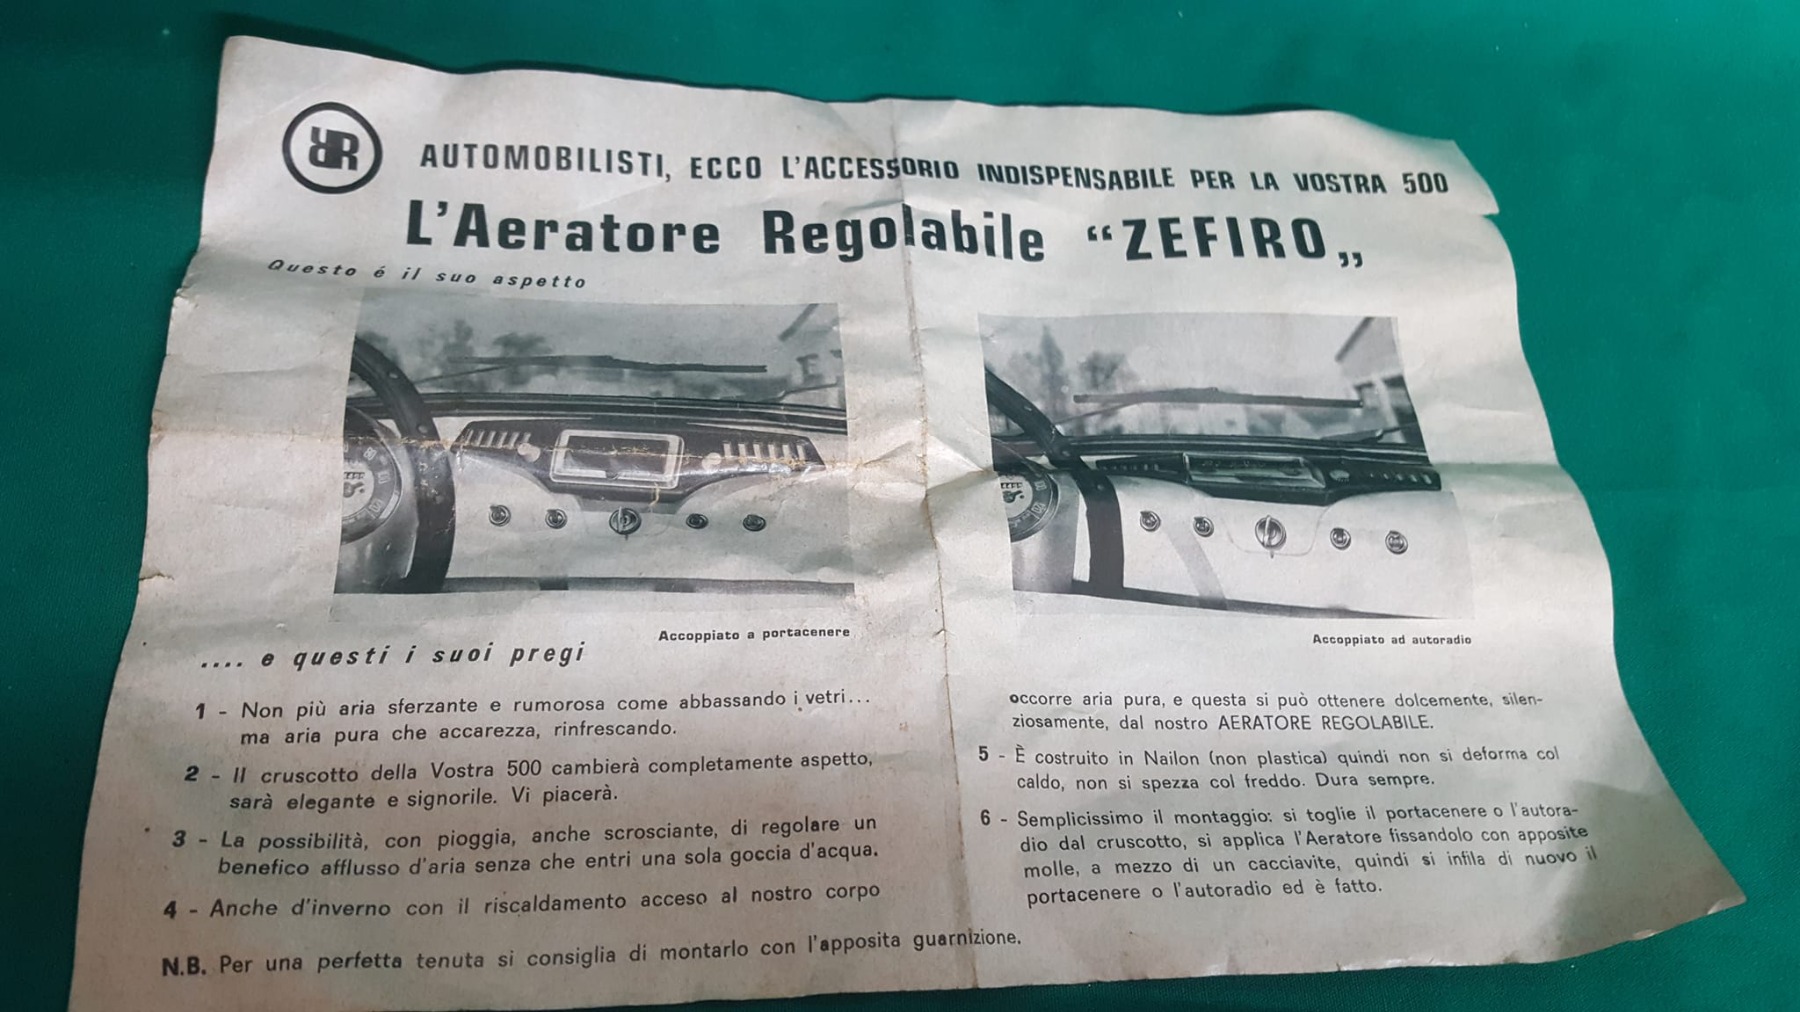 RR
AUTOMOBILISTI, ECCO L'ACCESSORIO INDISPENSABILE PER LA VOSTRA 500
L'Aeratore Regolabile “ZEFIRO„
Questo é il suo aspetto
Accoppiato a portacenere
Accoppiato ad autoradio
.... e questi i suoi pregi
1 - Non più aria sferzante e rumorosa come abbassando i vetri...
ma aria pura che accarezza, rinfrescando.
2 - Il cruscotto della Vostra 500 cambierà completamente aspetto,
sarà elegante e signorile. Vi piacerà.
3 - La possibilità, con pioggia, anche scrosciante, di regolare un
benefico afflusso d'aria senza che entri una sola goccia d'acqua.
4 - Anche d'inverno con il riscaldamento acceso al nostro corpo
occorre aria pura, e questa si può ottenere dolcemente, silen-
ziosamente, dal nostro AERATORE REGOLABILE.
5 - È costruito in Nailon (non plastica) quindi non si deforma col
caldo, non si spezza col freddo. Dura sempre.
6 - Semplicissimo il montaggio: si toglie il portacenere o l'autora-
dio dal cruscotto, si applica l'Aeratore fissandolo con apposite
molle, a mezzo di un cacciavite, quindi si infila di nuovo il
portacenere o l'autoradio ed è fatto.
N.B. Per una perfetta tenuta si consiglia di montarlo con l'apposita guarnizione.